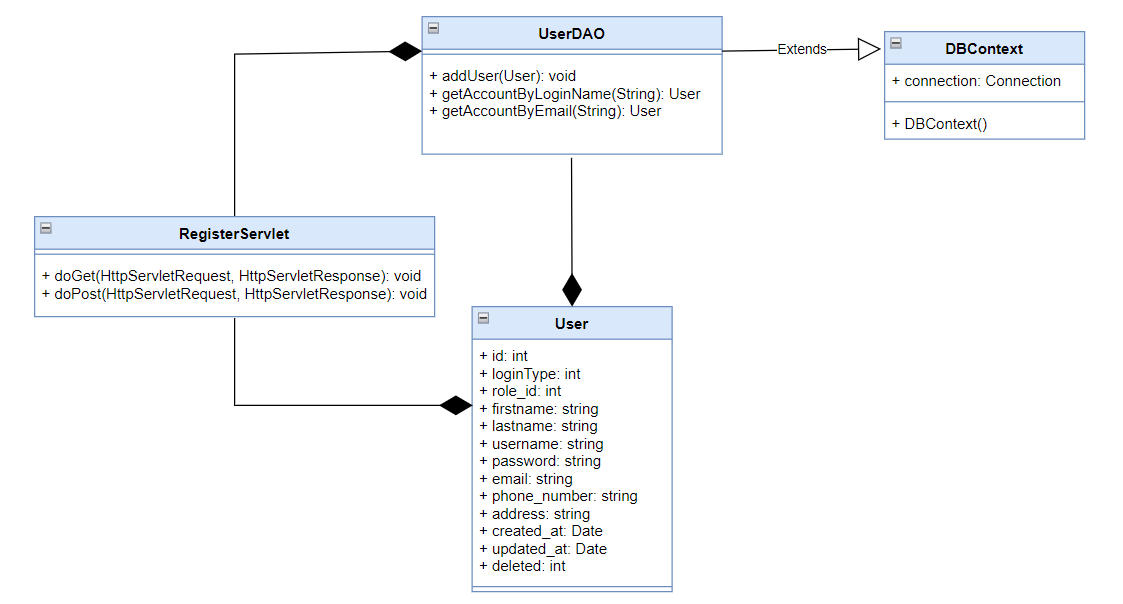 UserDAO
+ addUser(User): void
+ getAccountByLoginName(String): User
+ getAccountByEmail(String): User
Extends
DBContext
+ connection: Connection
+ DBContext()
RegisterServlet
+ doGet(HttpServletRequest, HttpServletResponse): void
+ doPost(HttpServletRequest, HttpServletResponse): void
User
+ id: int
+ loginType: int
+ role_id: int
+ firstname: string
+ lastname: string
+ username: string
+ password: string
+ email: string
+ phone_number: string
+ address: string
+ created_at: Date
+ updated_at: Date
+ deleted: int